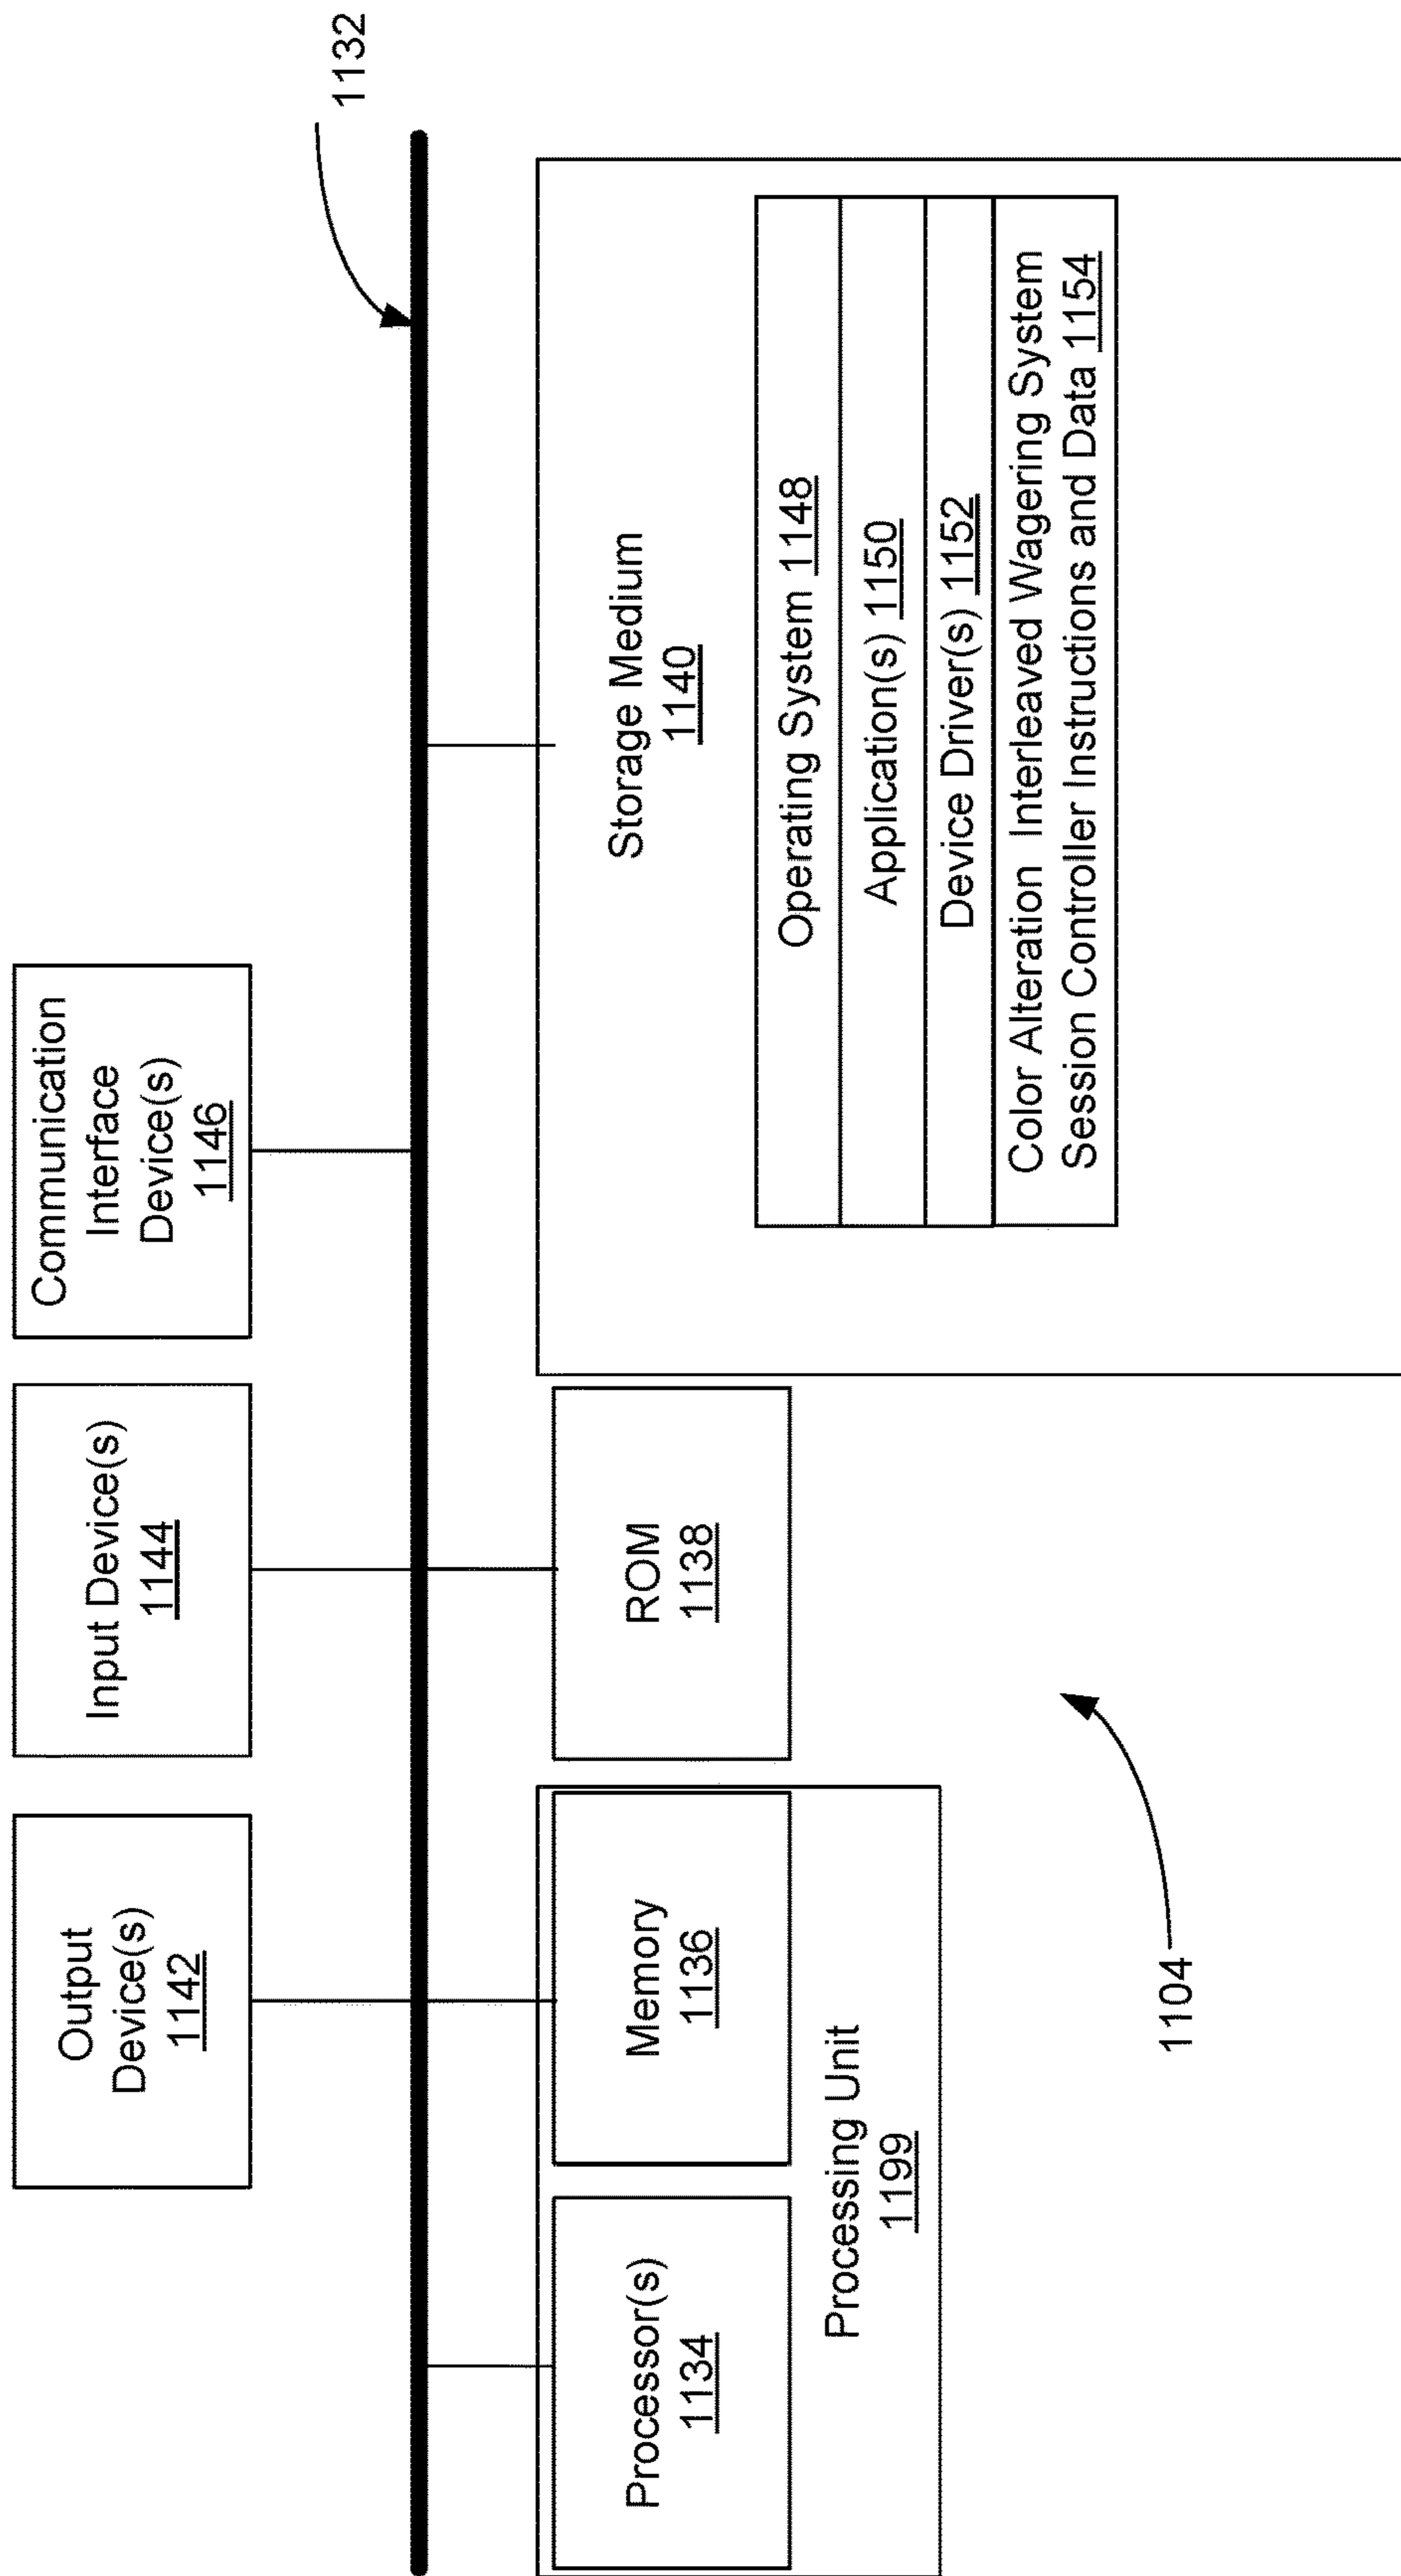 Output
Device(s)
1142
Input Device(s)
1144
Communication
Interface
Device(s)
1146
1132
Processor(s)
1134
Memory
1136
Processing Unit
1199
ROM
1138
Storage Medium
1140
Operating System 1148
Application(s) 1150
Device Driver(s) 1152
Color Alteration Interleaved Wagering System
Session Controller Instructions and Data 1154
1104